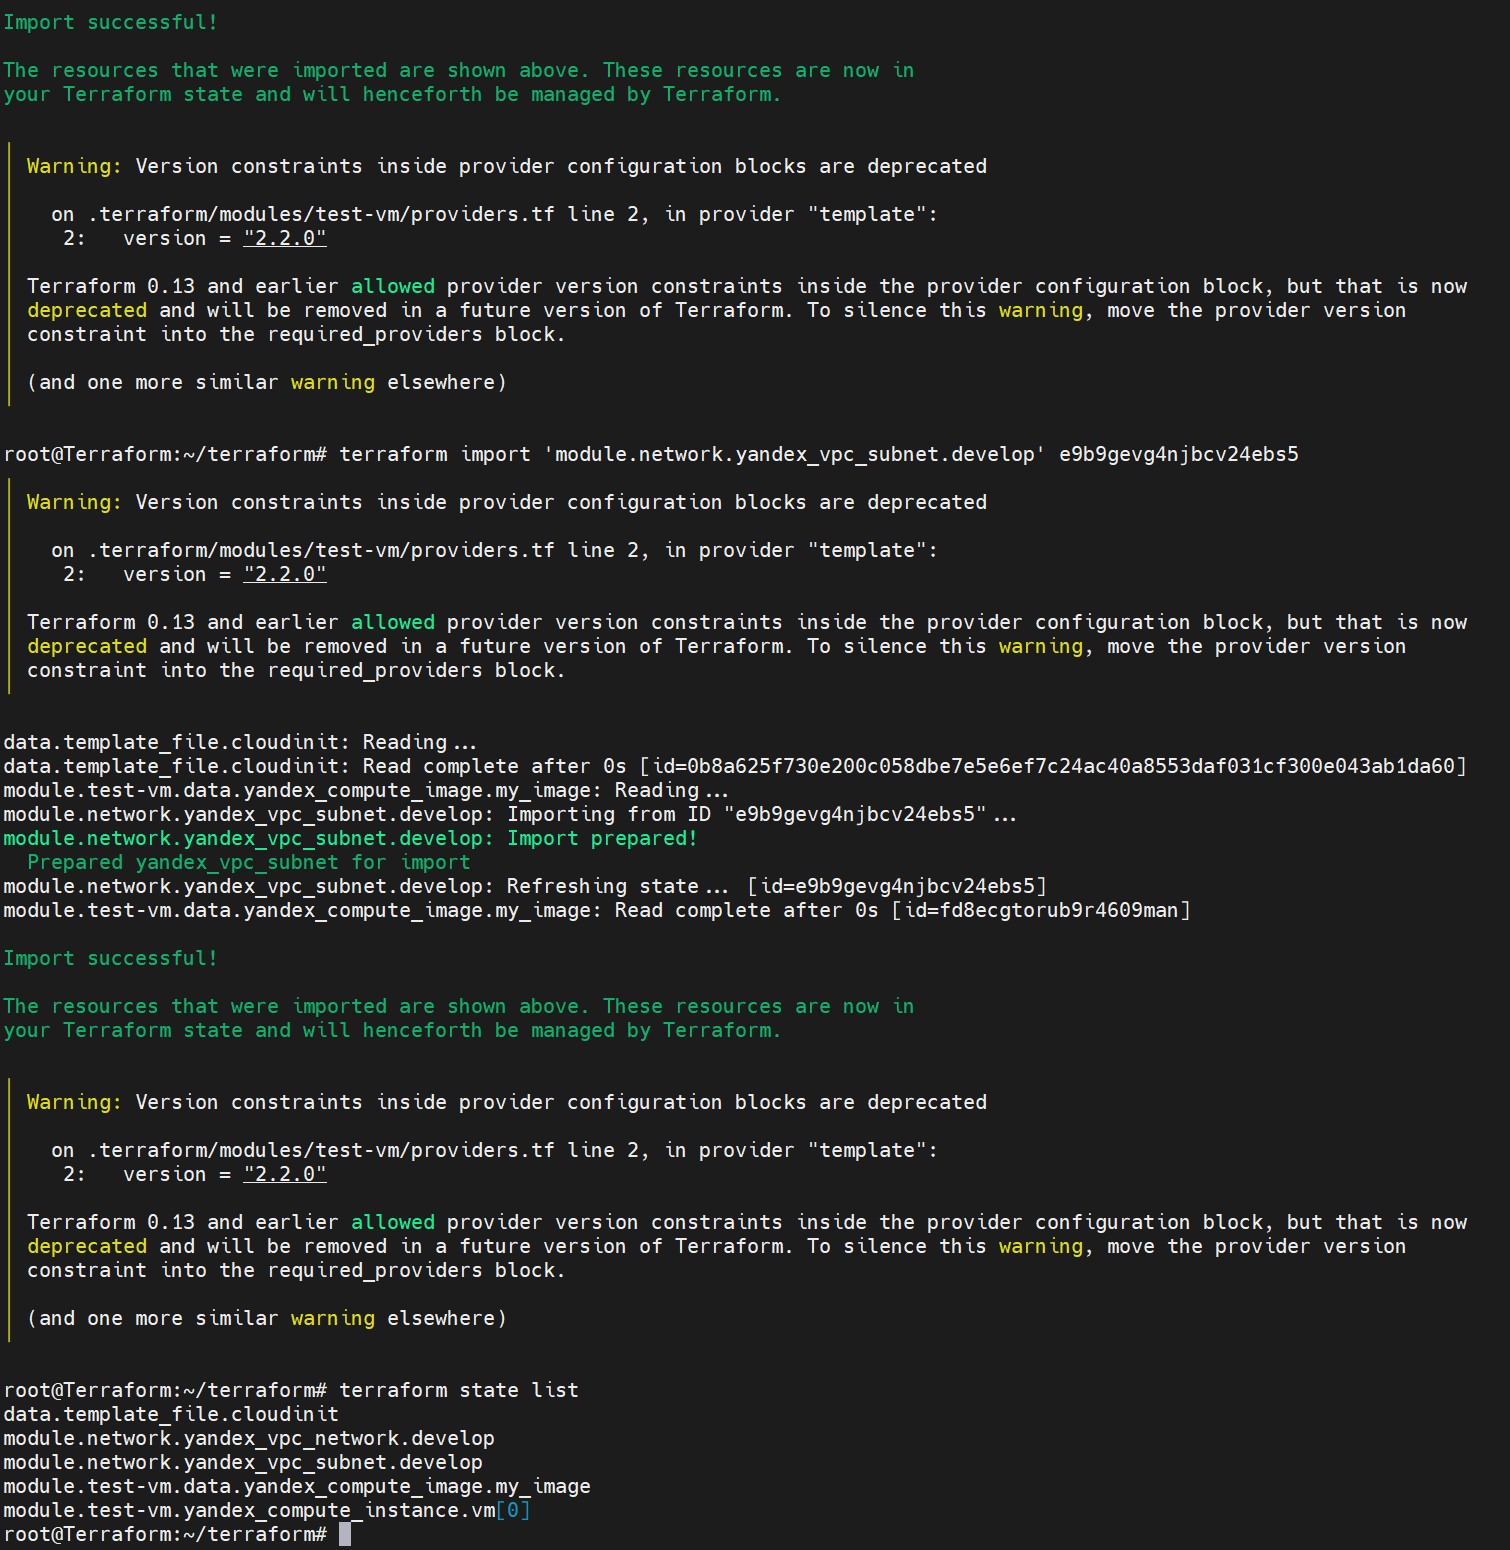 Import successful!
The resources that were imported are shown above. These resources are now in
your Terraform state and will henceforth be managed by Terraform.
Warning: Version constraints inside provider configuration blocks are deprecated
on .terraform/modules/test-vm/providers.tf line 2, in provider "template":
2:   version = "2.2.0"
Terraform 0.13 and earlier allowed provider version constraints inside the provider configuration block, but that is now
deprecated and will be removed in a future version of Terraform. To silence this warning, move the provider version
constraint into the required_providers block.
(and one more similar warning elsewhere)
root@Terraform:~/terraform# terraform import 'module.network.yandex_vpc_subnet.develop' e9b9gevg4njbcv24ebs5
Warning: Version constraints inside provider configuration blocks are deprecated
on .terraform/modules/test-vm/providers.tf line 2, in provider "template":
2:   version = "2.2.0"
Terraform 0.13 and earlier allowed provider version constraints inside the provider configuration block, but that is now
deprecated and will be removed in a future version of Terraform. To silence this warning, move the provider version
constraint into the required_providers block.
data.template_file.cloudinit: Reading...
data.template_file.cloudinit: Read complete after 0s [id=0b8a625f730e200c058dbe7e5e6ef7c24ac40a8553daf031cf300e043ab1da60]
module.test-vm.data.yandex_compute_image.my_image: Reading...
module.network.yandex_vpc_subnet.develop: Importing from ID "e9b9gevg4njbcv24ebs5"...
module.network.yandex_vpc_subnet.develop: Import prepared!
Prepared yandex_vpc_subnet for import
module.network.yandex_vpc_subnet.develop: Refreshing state... [id=e9b9gevg4njbcv24ebs5]
module.test-vm.data.yandex_compute_image.my_image: Read complete after 0s [id=fd8ecgtorub9r4609man]
Import successful!
The resources that were imported are shown above. These resources are now in
your Terraform state and will henceforth be managed by Terraform.
Warning: Version constraints inside provider configuration blocks are deprecated
on .terraform/modules/test-vm/providers.tf line 2, in provider "template":
2:   version = "2.2.0"
Terraform 0.13 and earlier allowed provider version constraints inside the provider configuration block, but that is now
deprecated and will be removed in a future version of Terraform. To silence this warning, move the provider version
constraint into the required_providers block.
(and one more similar warning elsewhere)
root@Terraform:~/terraform# terraform state list
data.template_file.cloudinit
module.network.yandex_vpc_network.develop
module.network.yandex_vpc_subnet.develop
module.test-vm.data.yandex_compute_image.my_image
module.test-vm.yandex_compute_instance.vm[0]
root@Terraform:~/terraform#